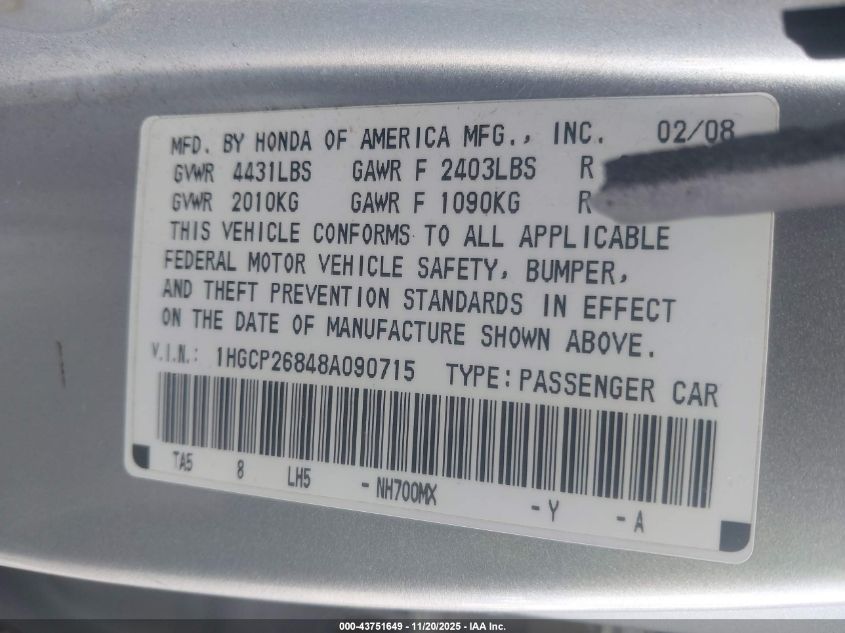 MFD. BY HONDA OF AMERICA MFG., INC. 02/08
GVWR 4431LBS GAWR F 2403LBS R
GVWR 2010KG GAWR F 1090KG R
THIS VEHICLE CONFORMS TO ALL APPLICABLE
FEDERAL MOTOR VEHICLE SAFETY, BUMPER,
AND THEFT PREVENTION STANDARDS IN EFFECT
ON THE DATE OF MANUFACTURE SHOWN ABOVE.
V.I.N.: 1HGCP26848A090715 TYPE: PASSENGER CAR
TA5 8 LH5 - NH700MX - Y - A
000-43751649 | 11/20/2025 - IAA Inc.